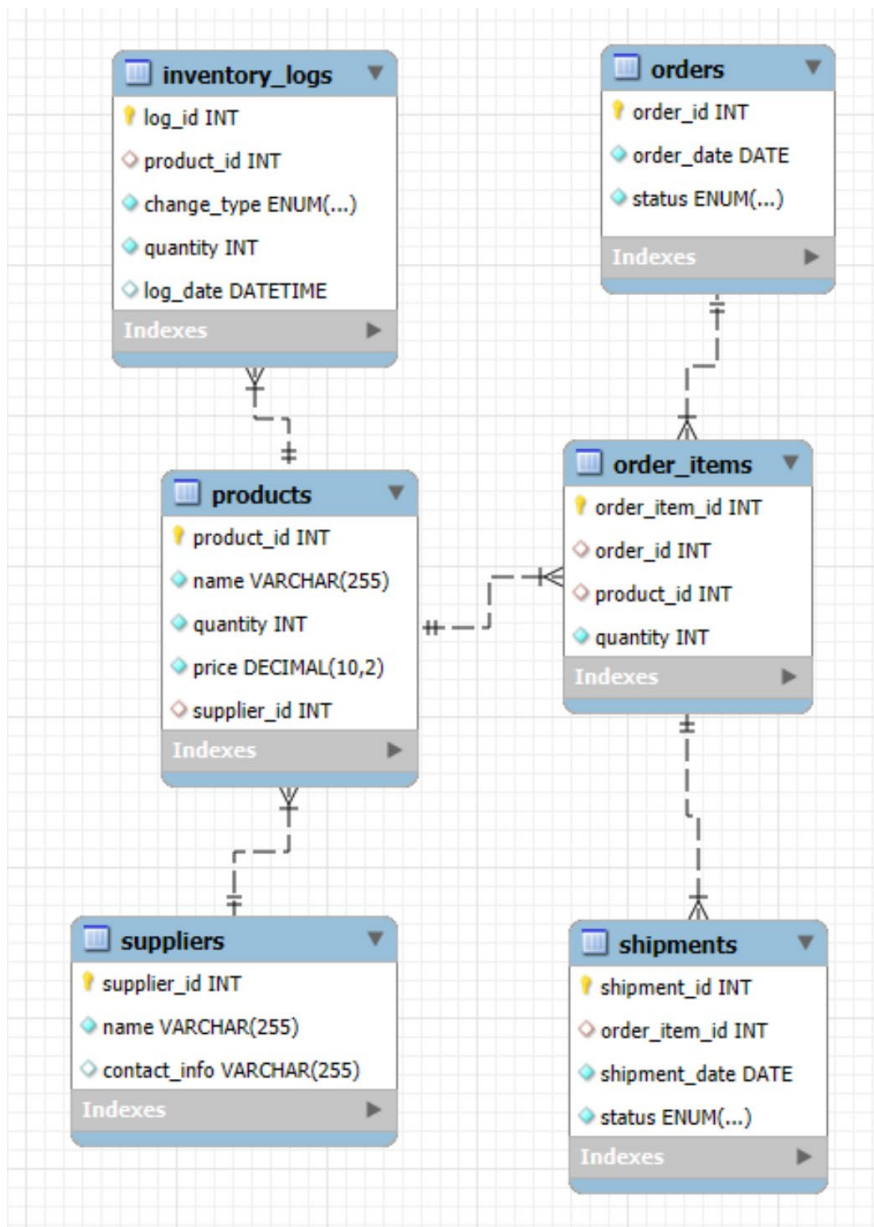 inventory_logs
log_id INT
product_id INT
change_type ENUM(...)
quantity INT
log_date DATETIME
Indexes
orders
order_id INT
order_date DATE
status ENUM(...)
Indexes
products
product_id INT
name VARCHAR(255)
quantity INT
price DECIMAL(10,2)
supplier_id INT
Indexes
order_items
order_item_id INT
order_id INT
product_id INT
quantity INT
Indexes
suppliers
supplier_id INT
name VARCHAR(255)
contact_info VARCHAR(255)
Indexes
shipments
shipment_id INT
order_item_id INT
shipment_date DATE
status ENUM(...)
Indexes